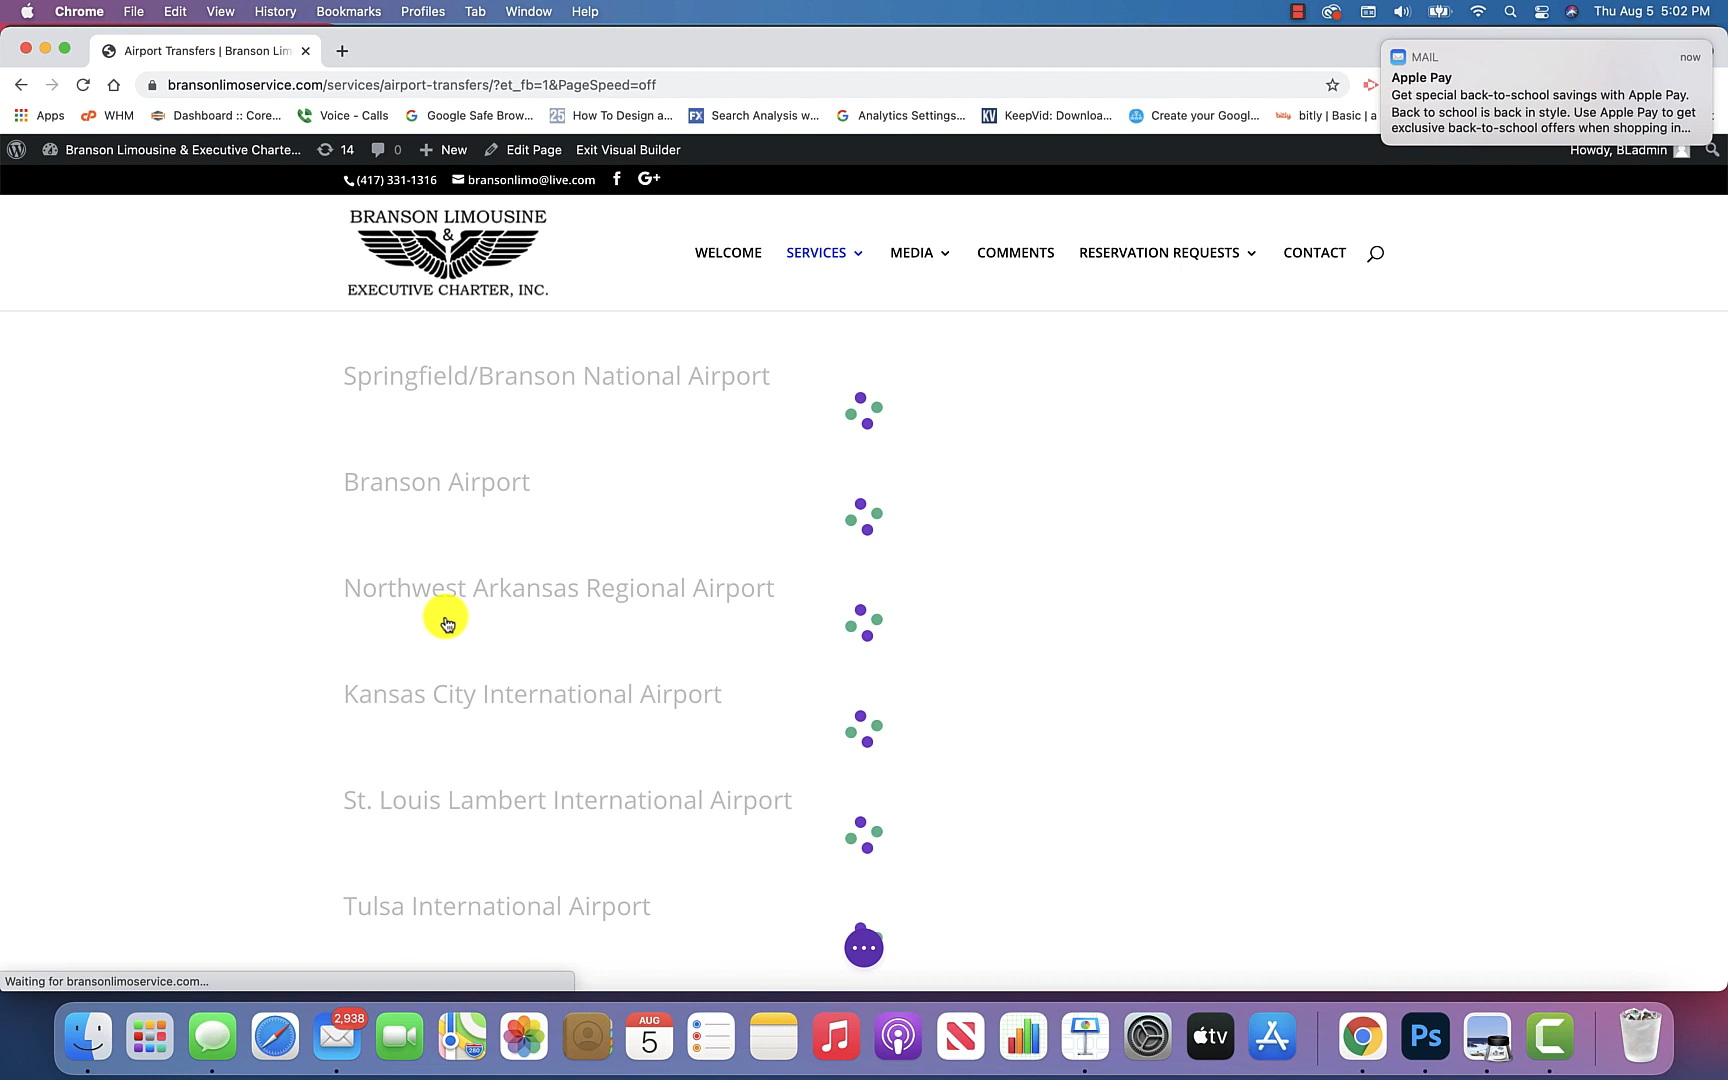 Chrome File Edit View History Bookmarks Profiles Tab Window Help Thu Aug 5 5:02 PM
Airport Transfers | Branson Lim
bransonlimoservice.com/services/airport-transfers/?et_fb=1&PageSpeed=off
Apps WHM Dashboard :: Core... Voice - Calls Google Safe Brow... How To Design a... Search Analysis w... Analytics Settings... KeepVid: Downloa... Create your Googl... bitly | Basic | a
MAIL now
Apple Pay
Get special back-to-school savings with Apple Pay.
Back to school is back in style. Use Apple Pay to get
exclusive back-to-school offers when shopping in...
Branson Limousine & Executive Charte... 14 0 New Edit Page Exit Visual Builder Howdy, BLadmin
(417) 331-1316 bransonlimo@live.com f G+
BRANSON LIMOUSINE
&
EXECUTIVE CHARTER, INC.
WELCOME SERVICES MEDIA COMMENTS RESERVATION REQUESTS CONTACT
Springfield/Branson National Airport
Branson Airport
Northwest Arkansas Regional Airport
Kansas City International Airport
St. Louis Lambert International Airport
Tulsa International Airport
Waiting for bransonlimoservice.com...
2,938
AUG
5
280
tv
Ps